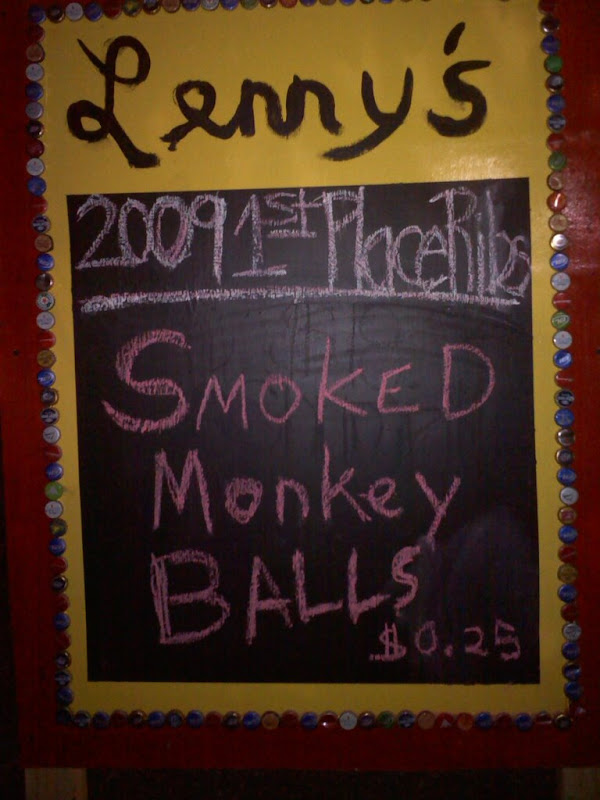 Lenny's
2009 1st Place Ribs
SMOKED
Monkey
BALLS
$0.25